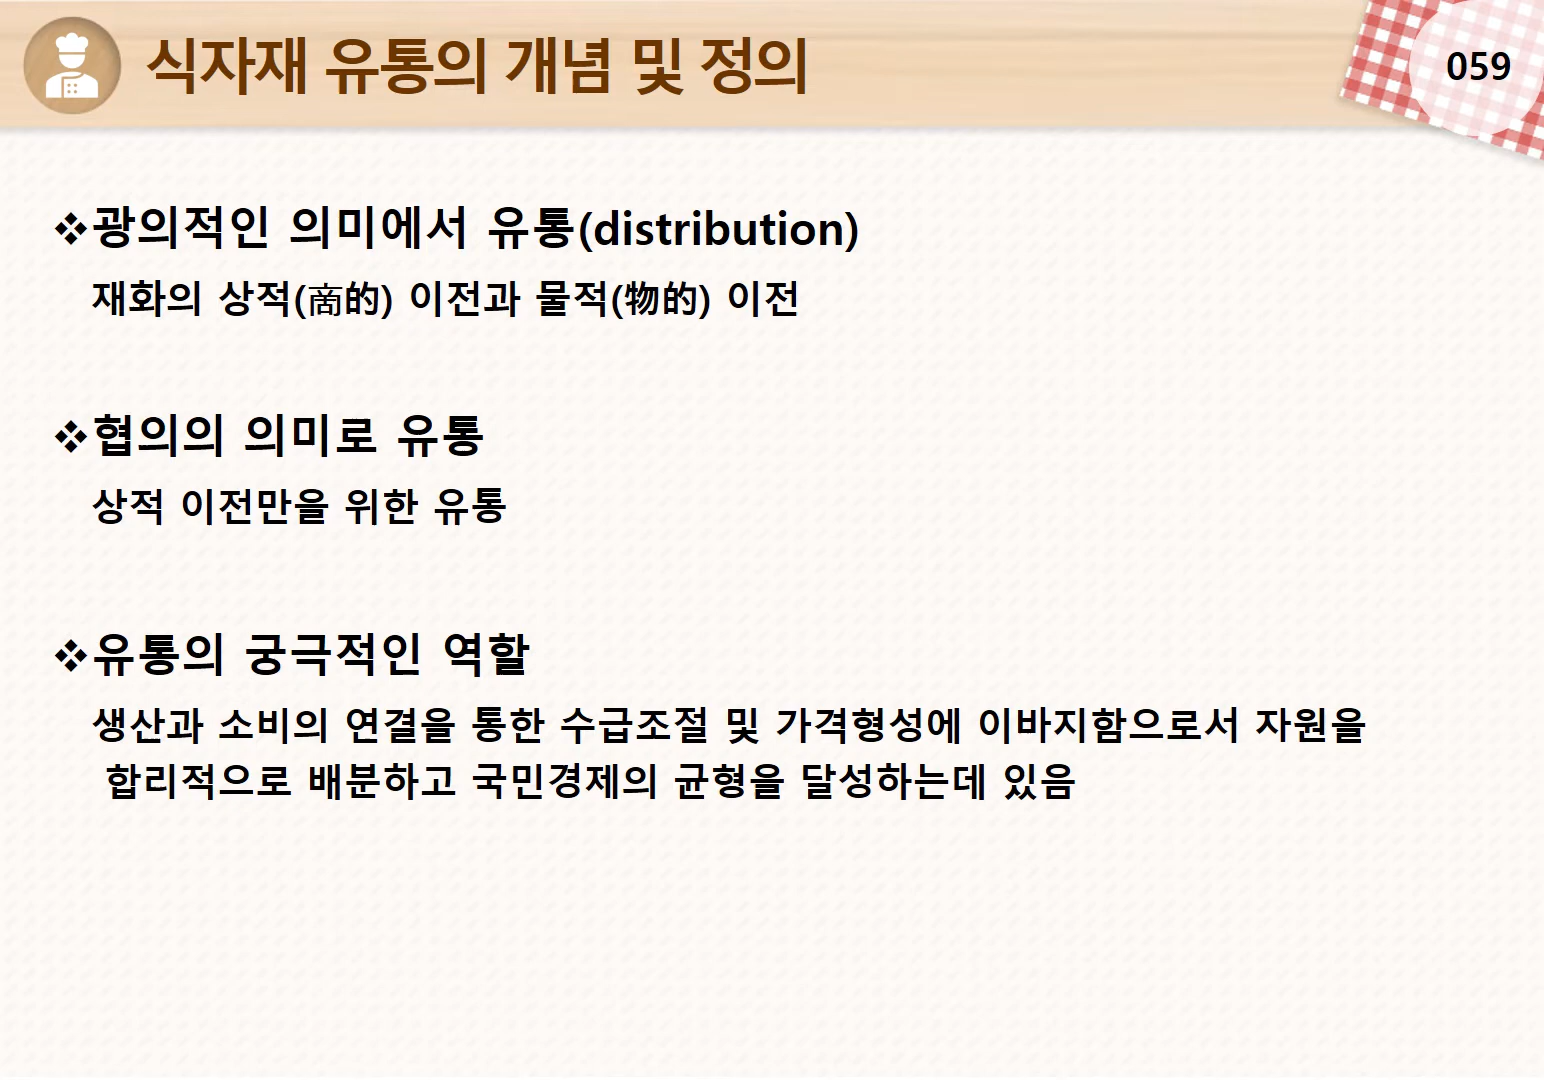 식자재 유통의 개념 및 정의
059
❖광의적인 의미에서 유통(distribution)
재화의 상적(啇的) 이전과 물적(物的) 이전
❖협의의 의미로 유통
상적 이전만을 위한 유통
❖유통의 궁극적인 역할
생산과 소비의 연결을 통한 수급조절 및 가격형성에 이바지함으로서 자원을
합리적으로 배분하고 국민경제의 균형을 달성하는데 있음